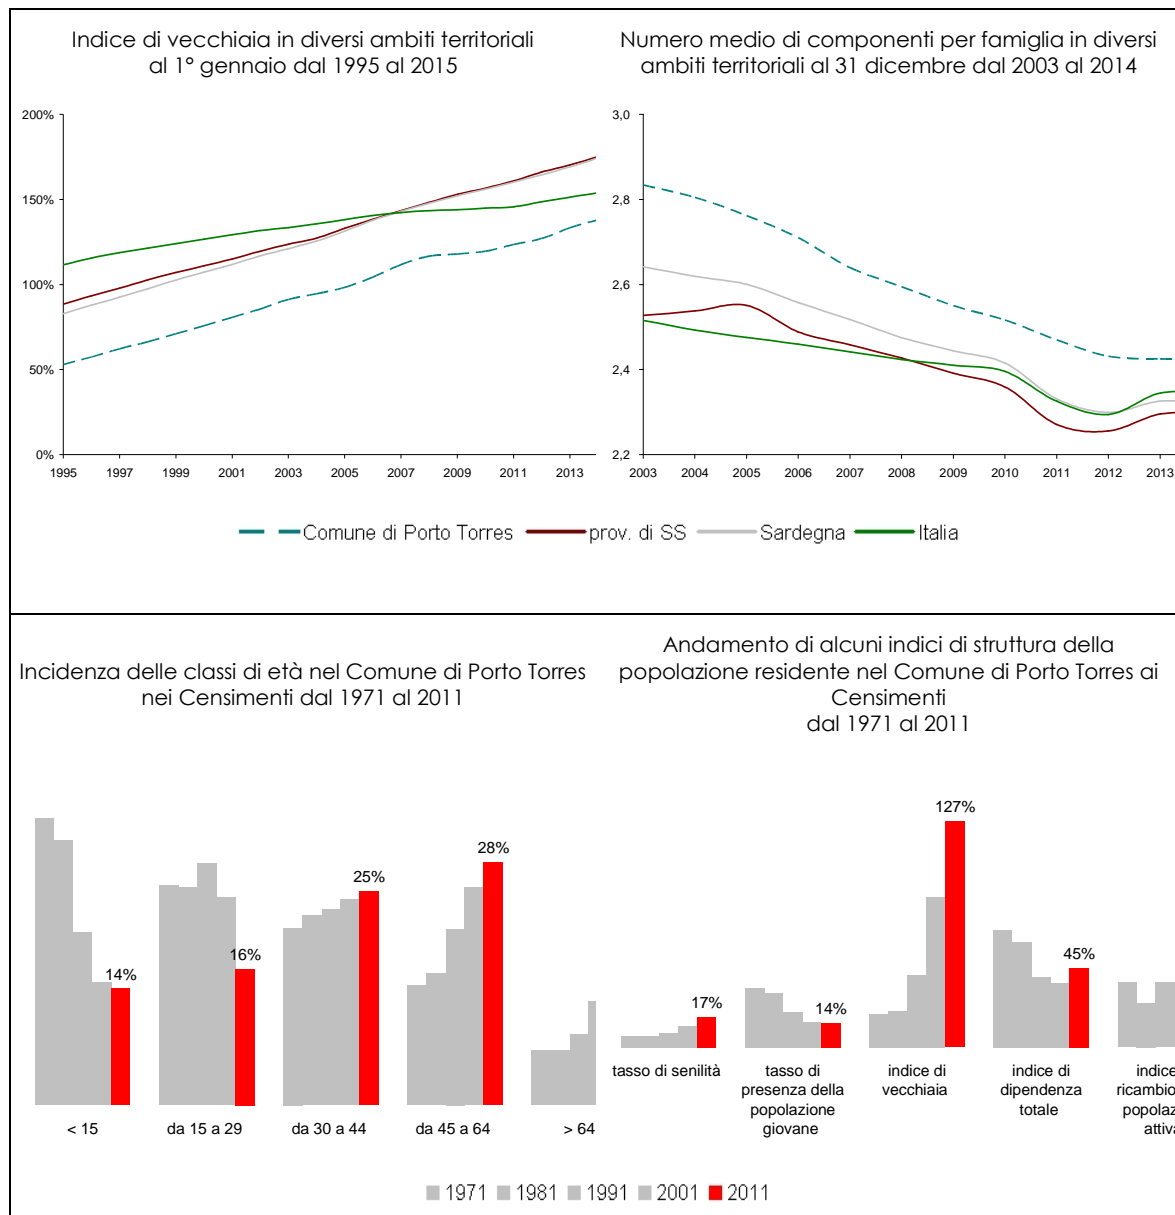 Indice di vecchiaia in diversi ambiti territoriali
al 1° gennaio dal 1995 al 2015
200%
150%
100%
50%
0%
1995 1997 1999 2001 2003 2005 2007 2009 2011 2013
Numero medio di componenti per famiglia in diversi
ambiti territoriali al 31 dicembre dal 2003 al 2014
3,0
2,8
2,6
2,4
2,2
2003 2004 2005 2006 2007 2008 2009 2010 2011 2012 2013
Comune di Porto Torres prov. di SS Sardegna Italia
Incidenza delle classi di età nel Comune di Porto Torres
nei Censimenti dal 1971 al 2011
14%
16%
25%
28%
< 15 da 15 a 29 da 30 a 44 da 45 a 64 > 64
Andamento di alcuni indici di struttura della
popolazione residente nel Comune di Porto Torres ai
Censimenti
dal 1971 al 2011
17%
14%
127%
45%
tasso di senilità
tasso di
presenza della
popolazione
giovane
indice di
vecchiaia
indice di
dipendenza
totale
indice
ricambio
popolaz
attiva
1971 1981 1991 2001 2011